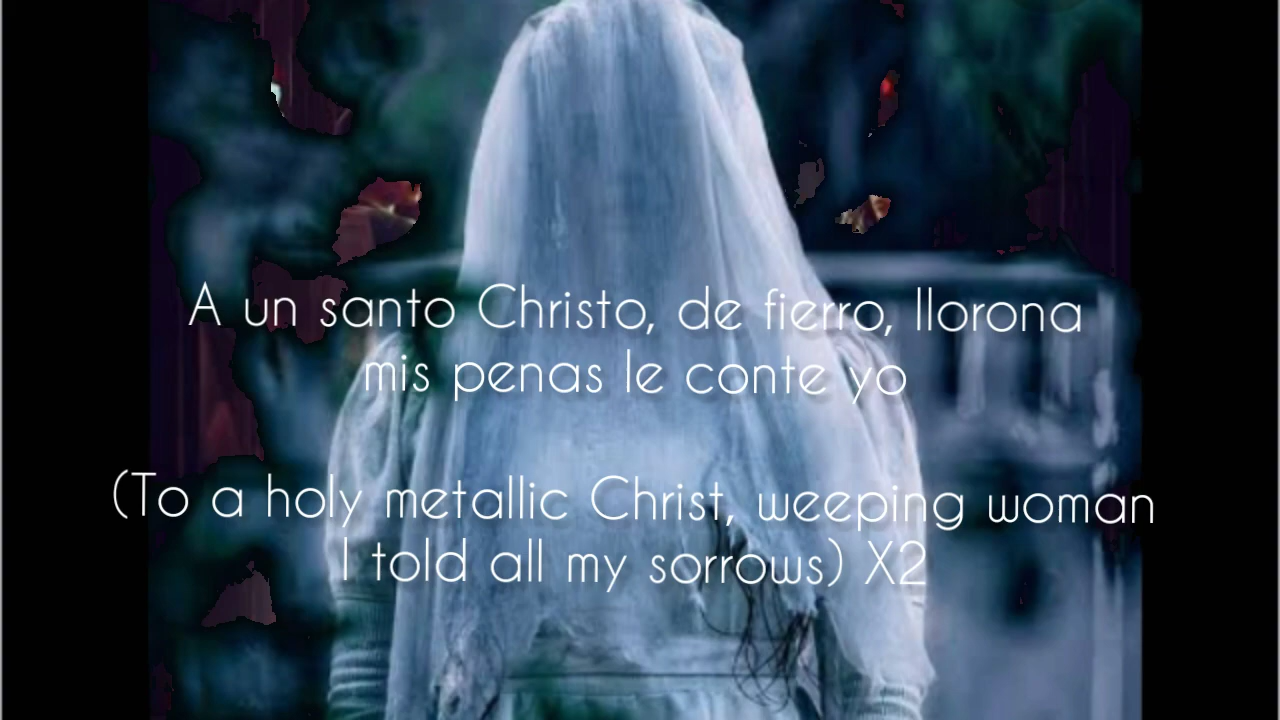 A un santo Christo, de fierro, llorona
mis penas le conte yo
(To a holy metallic Christ, weeping woman
I told all my sorrows) X2